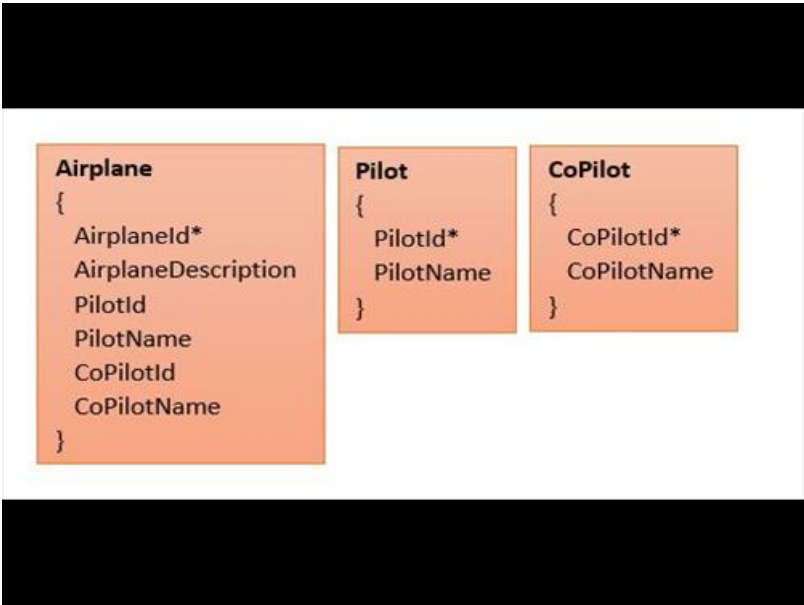 Airplane
{
AirplaneId*
AirplaneDescription
PilotId
PilotName
CoPilotId
CoPilotName
}
Pilot
{
PilotId*
PilotName
}
CoPilot
{
CoPilotId*
CoPilotName
}